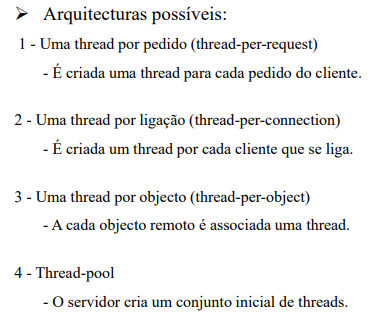 ➢ Arquitecturas possíveis:
1 - Uma thread por pedido (thread-per-request)
- É criada uma thread para cada pedido do cliente.
2 - Uma thread por ligação (thread-per-connection)
- É criada um thread por cada cliente que se liga.
3 - Uma thread por objecto (thread-per-object)
- A cada objecto remoto é associada uma thread.
4 - Thread-pool
- O servidor cria um conjunto inicial de threads.